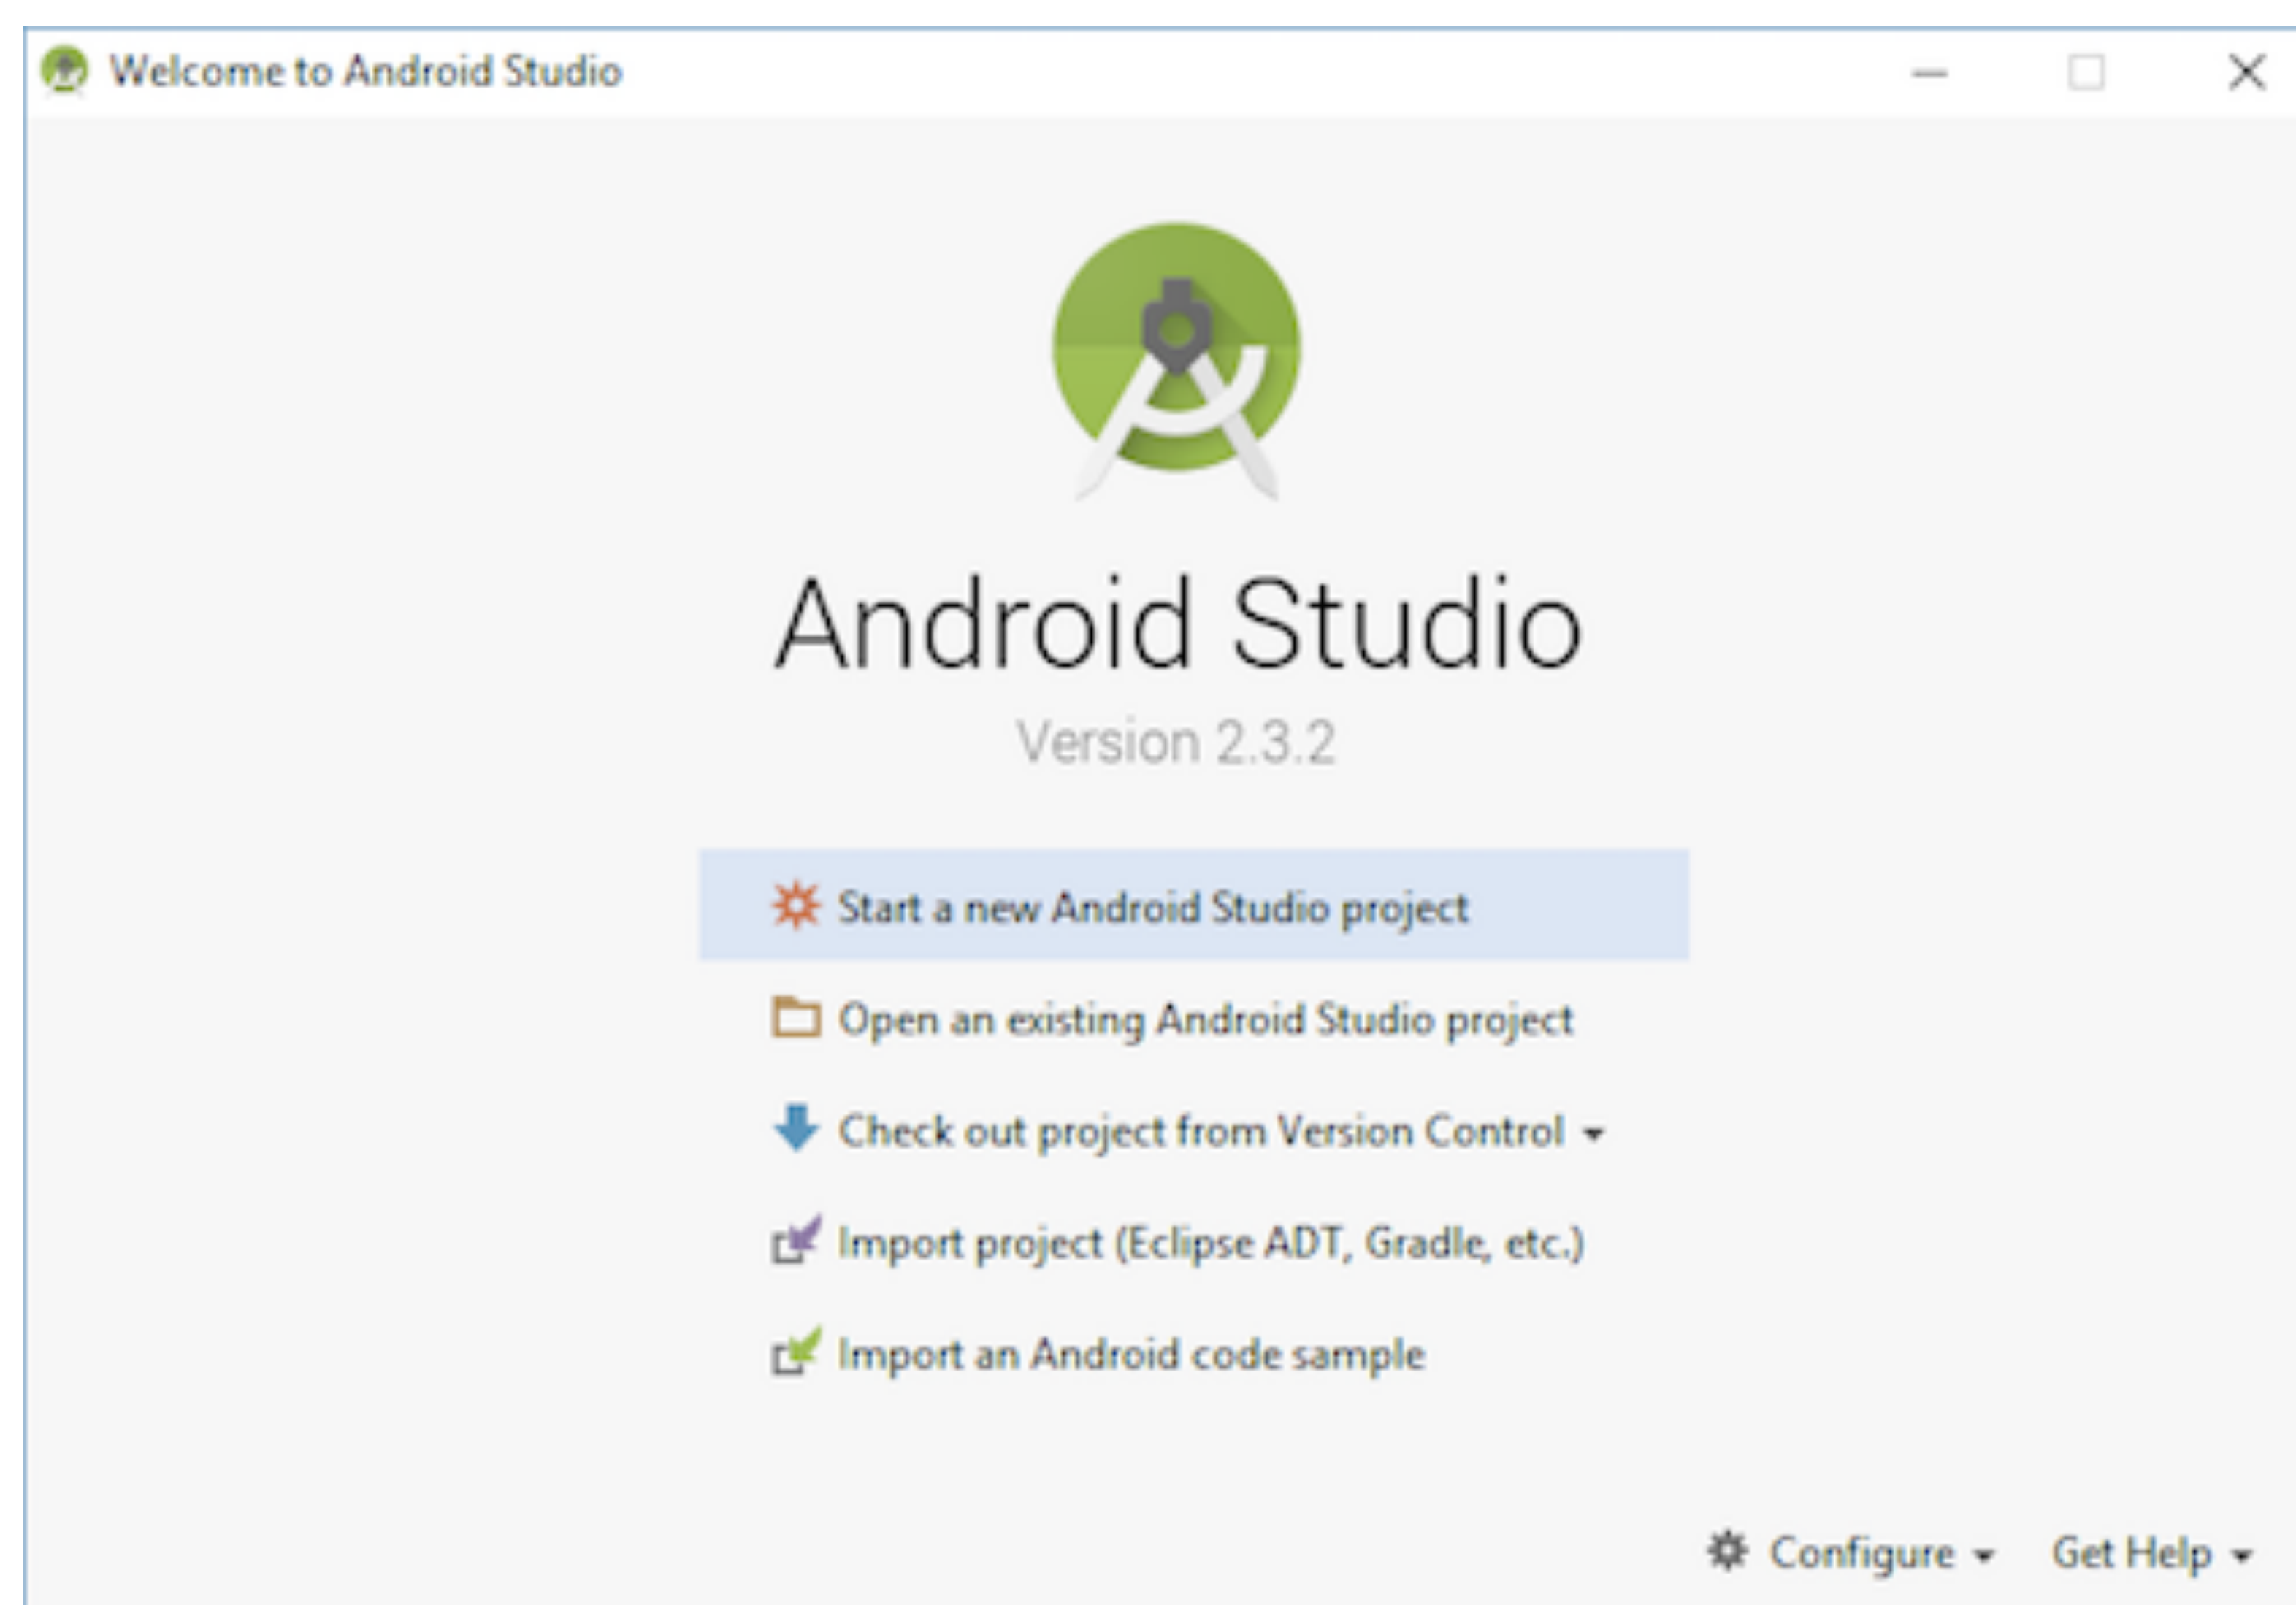 Welcome to Android Studio
Android Studio
Version 2.3.2
Start a new Android Studio project
Open an existing Android Studio project
Check out project from Version Control
Import project (Eclipse ADT, Gradle, etc.)
Import an Android code sample
Configure Get Help